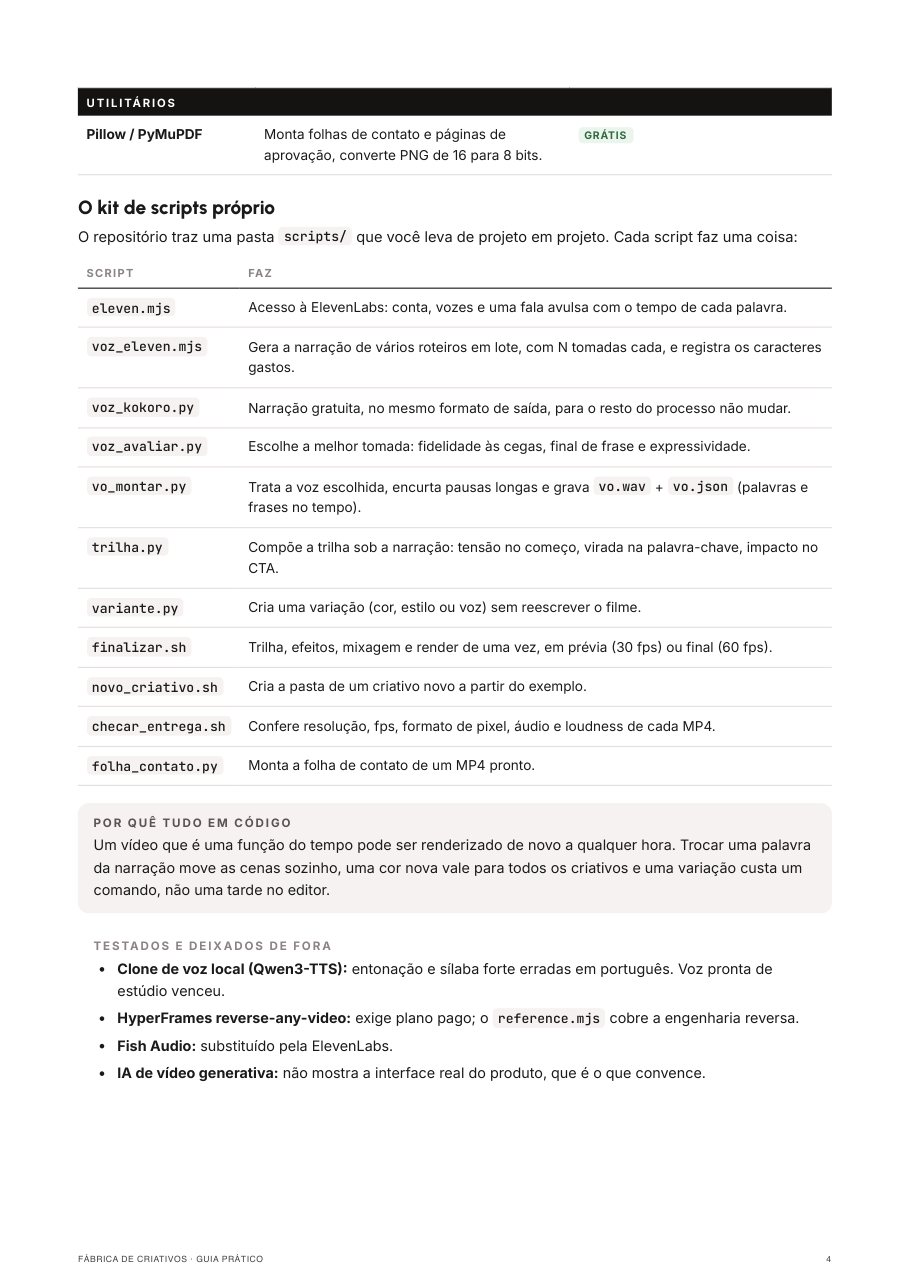 UTILITÁRIOS
Pillow / PyMuPDF Monta folhas de contato e páginas de GRÁTIS
aprovação, converte PNG de 16 para 8 bits.
O kit de scripts próprio
O repositório traz uma pasta scripts/ que você leva de projeto em projeto. Cada script faz uma coisa:
SCRIPT FAZ
eleven.mjs Acesso à ElevenLabs: conta, vozes e uma fala avulsa com o tempo de cada palavra.
voz_eleven.mjs Gera a narração de vários roteiros em lote, com N tomadas cada, e registra os caracteres
gastos.
voz_kokoro.py Narração gratuita, no mesmo formato de saída, para o resto do processo não mudar.
voz_avaliar.py Escolhe a melhor tomada: fidelidade às cegas, final de frase e expressividade.
vo_montar.py Trata a voz escolhida, encurta pausas longas e grava vo.wav + vo.json (palavras e
frases no tempo).
trilha.py Compõe a trilha sob a narração: tensão no começo, virada na palavra-chave, impacto no
CTA.
variante.py Cria uma variação (cor, estilo ou voz) sem reescrever o filme.
finalizar.sh Trilha, efeitos, mixagem e render de uma vez, em prévia (30 fps) ou final (60 fps).
novo_criativo.sh Cria a pasta de um criativo novo a partir do exemplo.
checar_entrega.sh Confere resolução, fps, formato de pixel, áudio e loudness de cada MP4.
folha_contato.py Monta a folha de contato de um MP4 pronto.
POR QUÊ TUDO EM CÓDIGO
Um vídeo que é uma função do tempo pode ser renderizado de novo a qualquer hora. Trocar uma palavra
da narração move as cenas sozinho, uma cor nova vale para todos os criativos e uma variação custa um
comando, não uma tarde no editor.
TESTADOS E DEIXADOS DE FORA
• Clone de voz local (Qwen3-TTS): entonação e sílaba forte erradas em português. Voz pronta de
estúdio venceu.
• HyperFrames reverse-any-video: exige plano pago; o reference.mjs cobre a engenharia reversa.
• Fish Audio: substituído pela ElevenLabs.
• IA de vídeo generativa: não mostra a interface real do produto, que é o que convence.
FÁBRICA DE CRIATIVOS · GUIA PRÁTICO 4